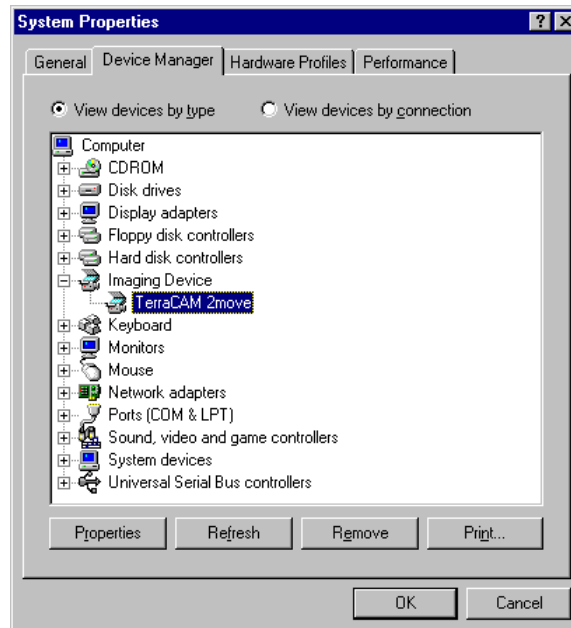 System Properties
General Device Manager Hardware Profiles Performance
View devices by type View devices by connection
Computer
CDROM
Disk drives
Display adapters
Floppy disk controllers
Hard disk controllers
Imaging Device
TerraCAM 2move
Keyboard
Monitors
Mouse
Network adapters
Ports (COM & LPT)
Sound, video and game controllers
System devices
Universal Serial Bus controllers
Properties Refresh Remove Print...
OK Cancel